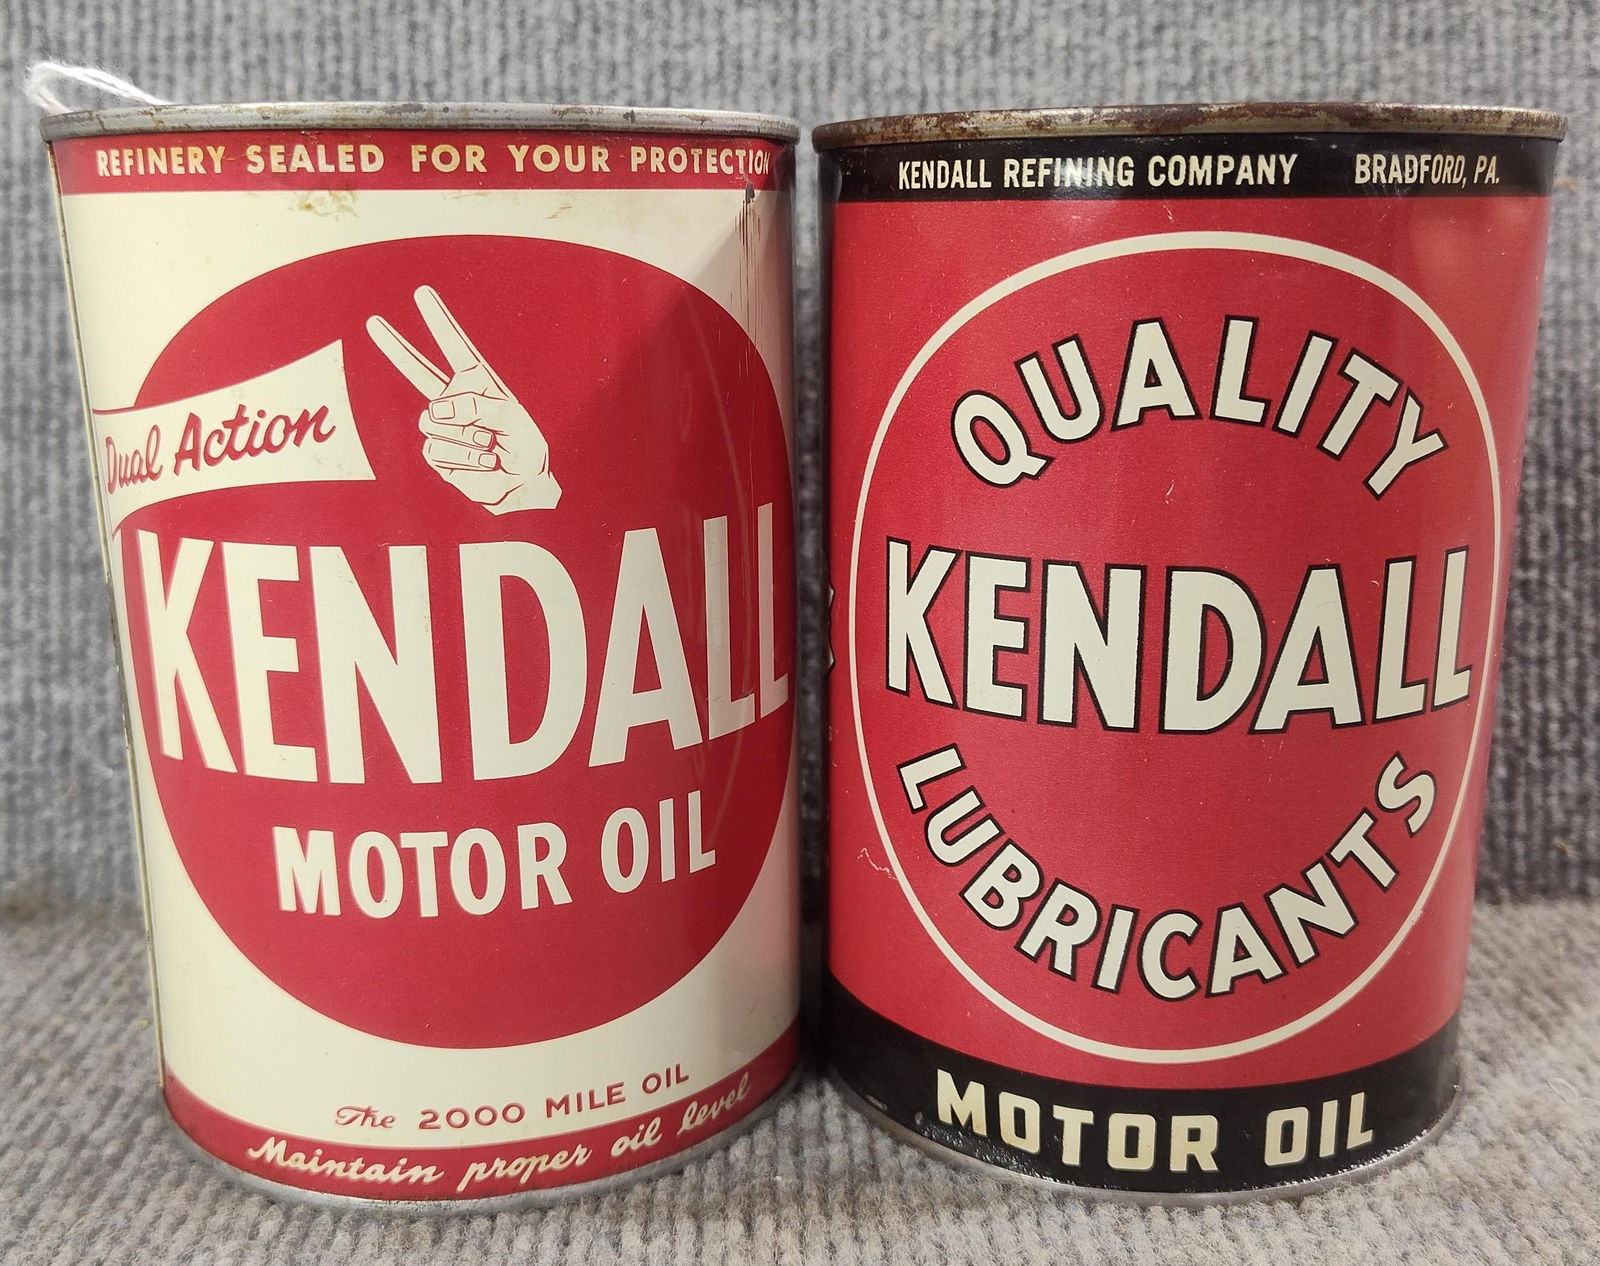 REFINERY SEALED FOR YOUR PROTECTION
Dual Action
KENDALL
MOTOR OIL
The 2000 MILE OIL
Maintain proper oil level
KENDALL REFINING COMPANY BRADFORD, PA.
QUALITY
KENDALL
LUBRICANTS
MOTOR OIL